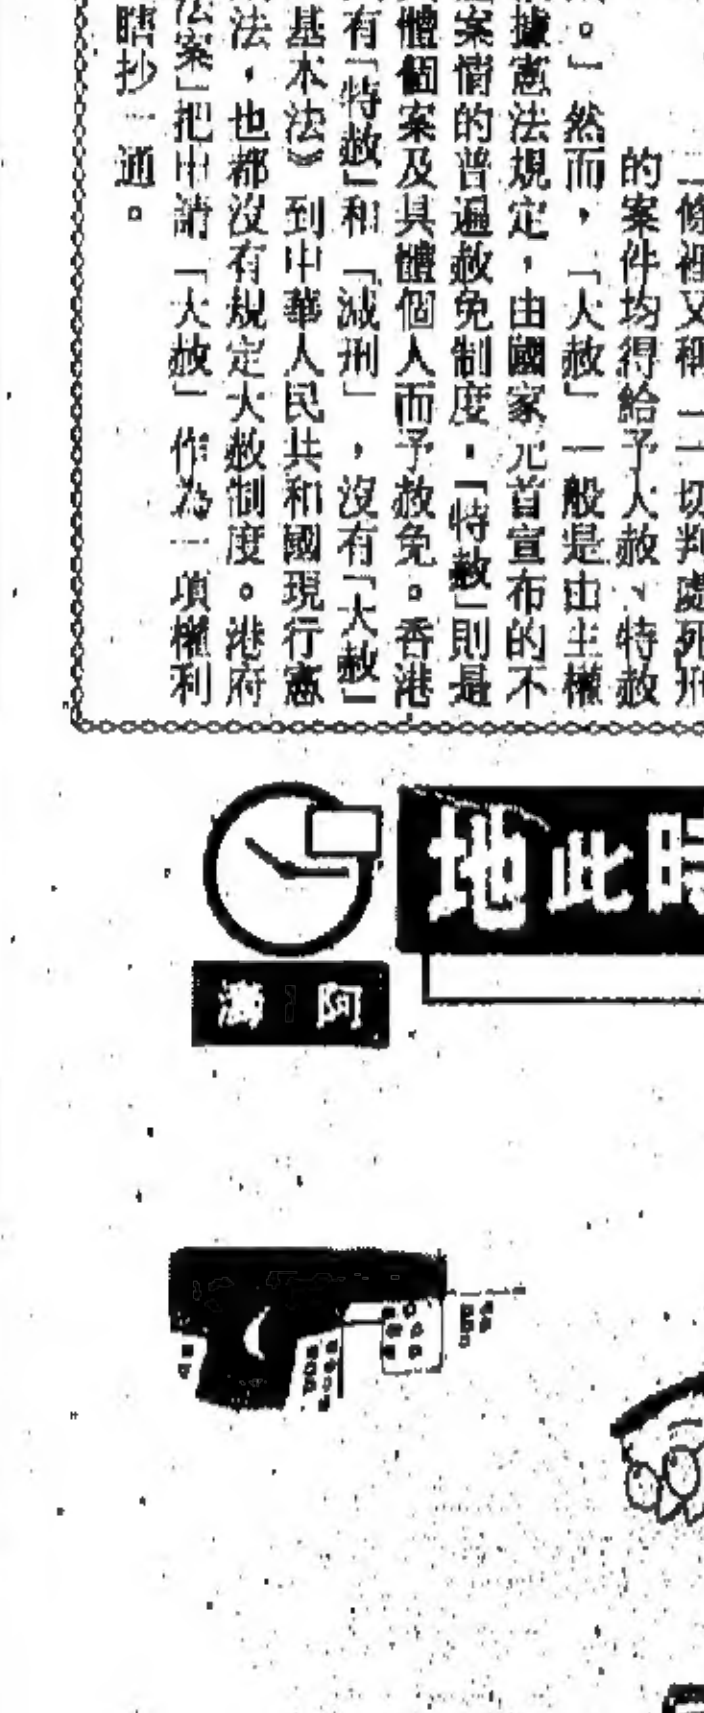 二條裡又稱「一切判處死刑
的案件均得給予大赦、特赦
。」然而，「大赦」一般是由主權
據憲法規定，由國家元首宣布的不
案情的普遍赦免制度。「特赦」則是
體個案及具體個人而予赦免。香港
有「特赦」和「減刑」，沒有「大赦」
基本法》到中華人民共和國現行憲
法，也都沒有規定大赦制度。港府
法案」把申請「大赦」作為一項權利
瞎抄一通。
時此地
阿濤